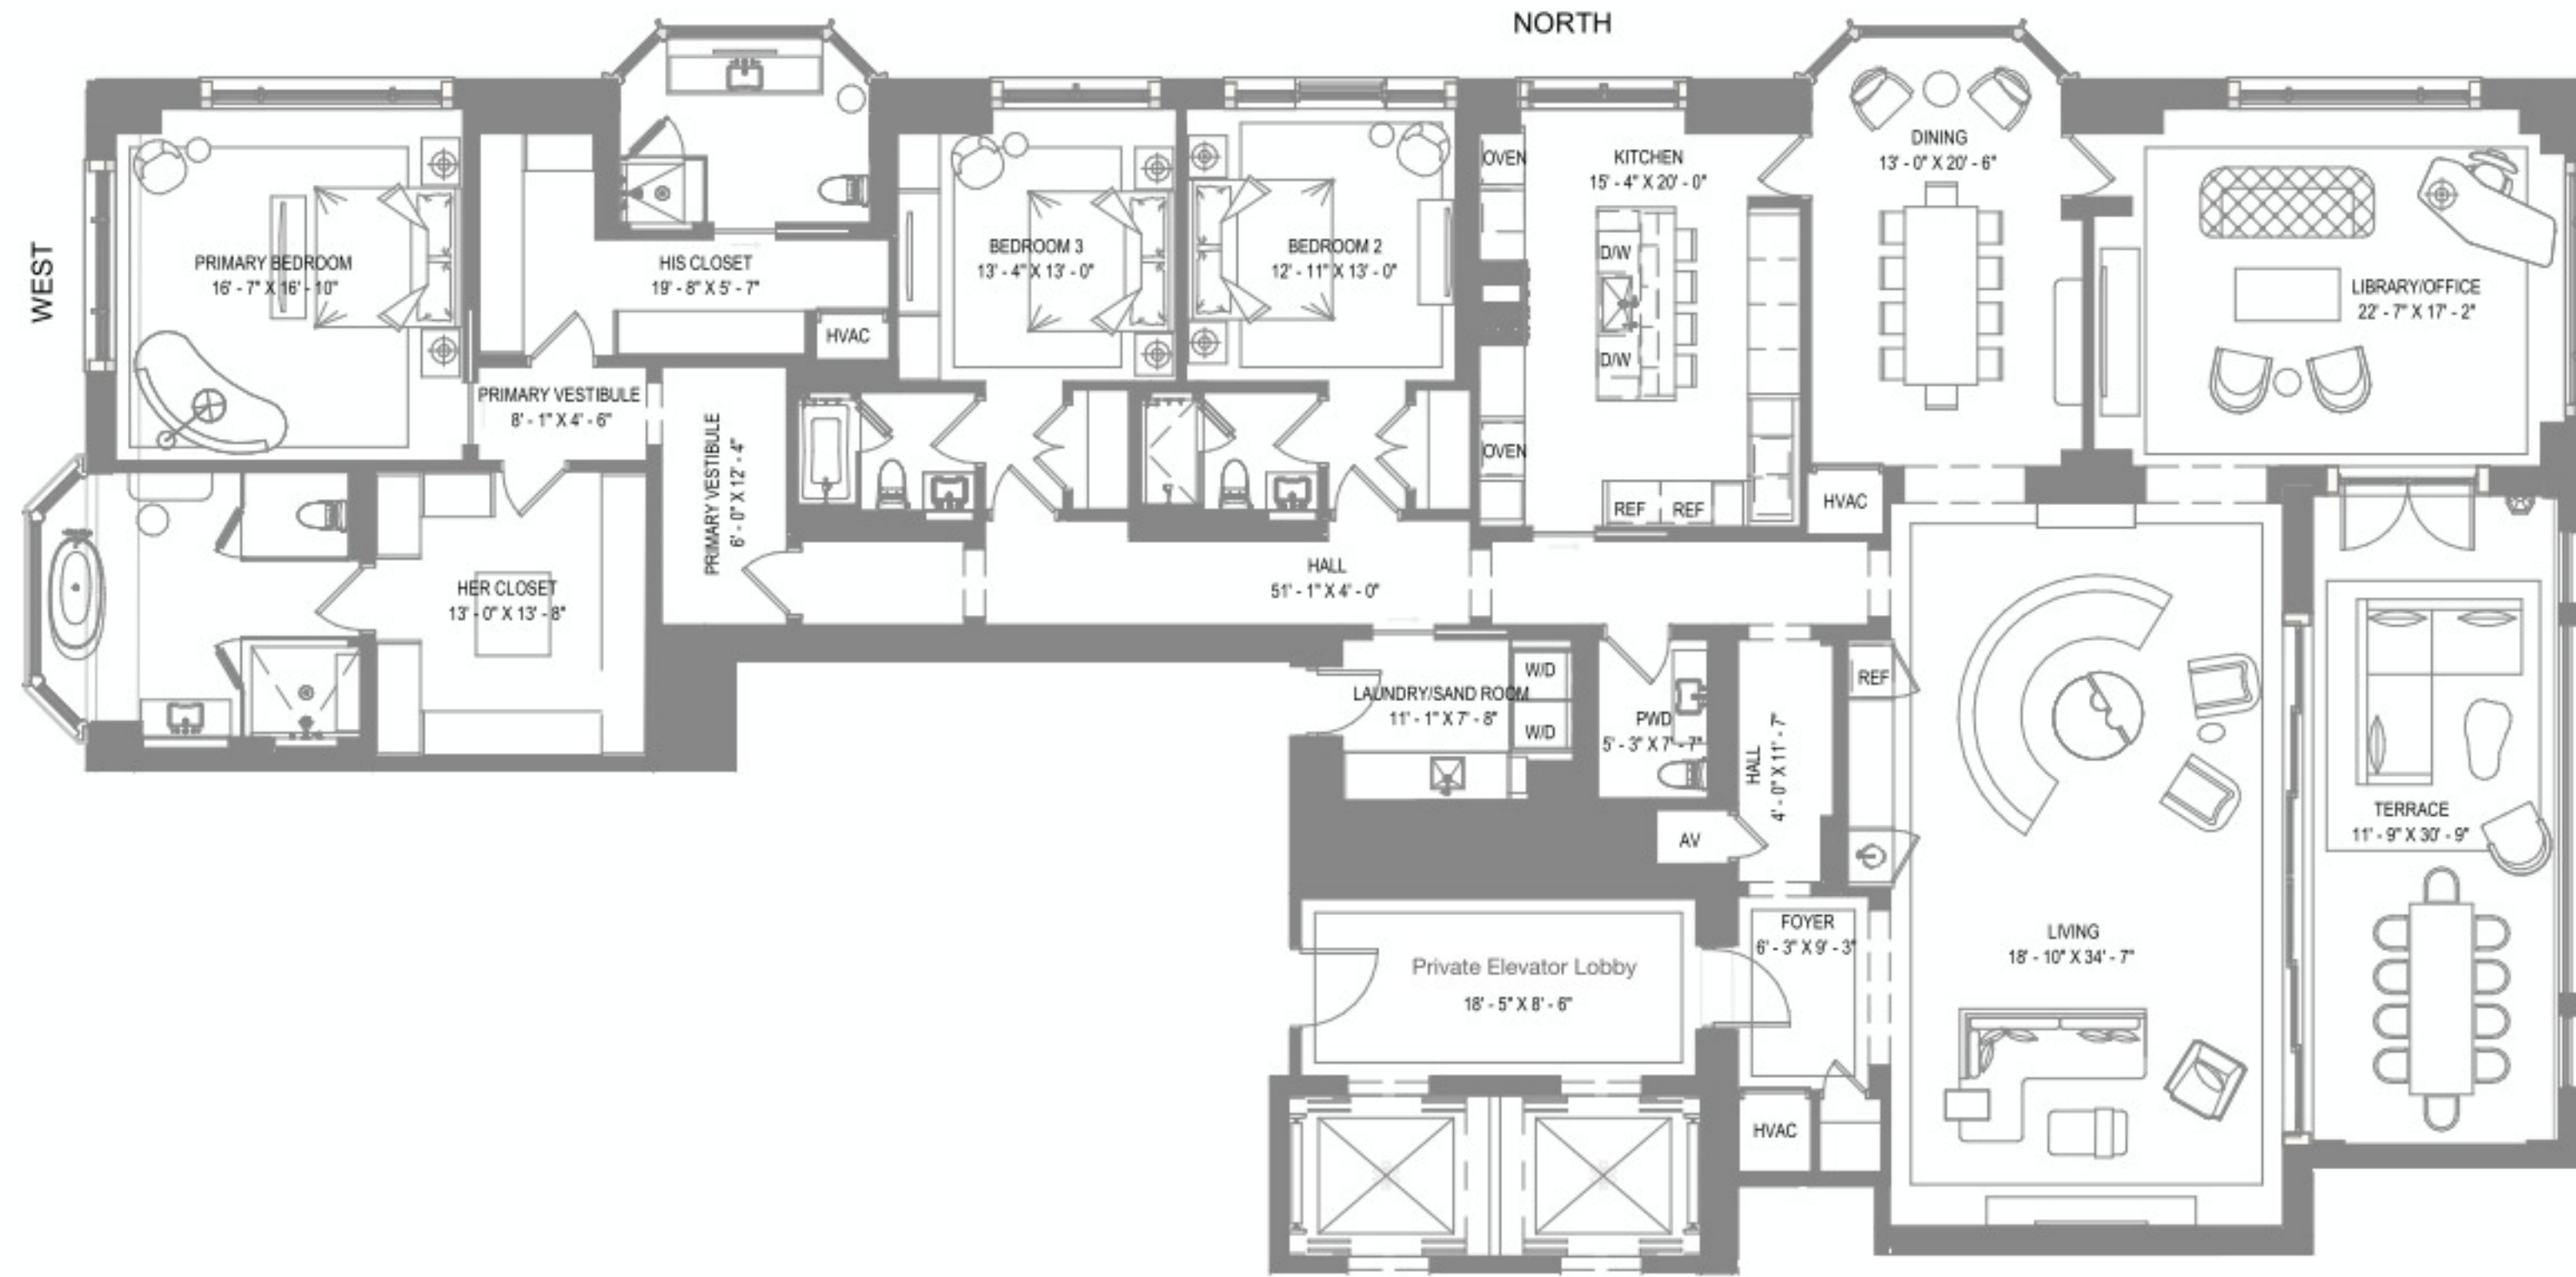 NORTH
WEST
PRIMARY BEDROOM
16' - 7" X 16' - 10"
HIS CLOSET
19' - 8" X 5' - 7"
HVAC
BEDROOM 3
13' - 4" X 13' - 0"
BEDROOM 2
12' - 11" X 13' - 0"
OVEN
KITCHEN
15' - 4" X 20' - 0"
D/W
D/W
OVEN
REF
REF
DINING
13' - 0" X 20' - 6"
LIBRARY/OFFICE
22' - 7" X 17' - 2"
HVAC
PRIMARY VESTIBULE
8' - 1" X 4' - 6"
PRIMARY VESTIBULE
6' - 0" X 12' - 4"
HER CLOSET
13' - 0" X 13' - 8"
HALL
51' - 1" X 4' - 0"
LAUNDRY/SAND ROOM
11' - 1" X 7' - 8"
W/D
W/D
PWD
5' - 3" X 7' - 7"
HALL
4' - 0" X 11' - 7"
REF
AV
TERRACE
11' - 9" X 30' - 9"
FOYER
6' - 3" X 9' - 3"
LIVING
18' - 10" X 34' - 7"
Private Elevator Lobby
18' - 5" X 8' - 6"
HVAC